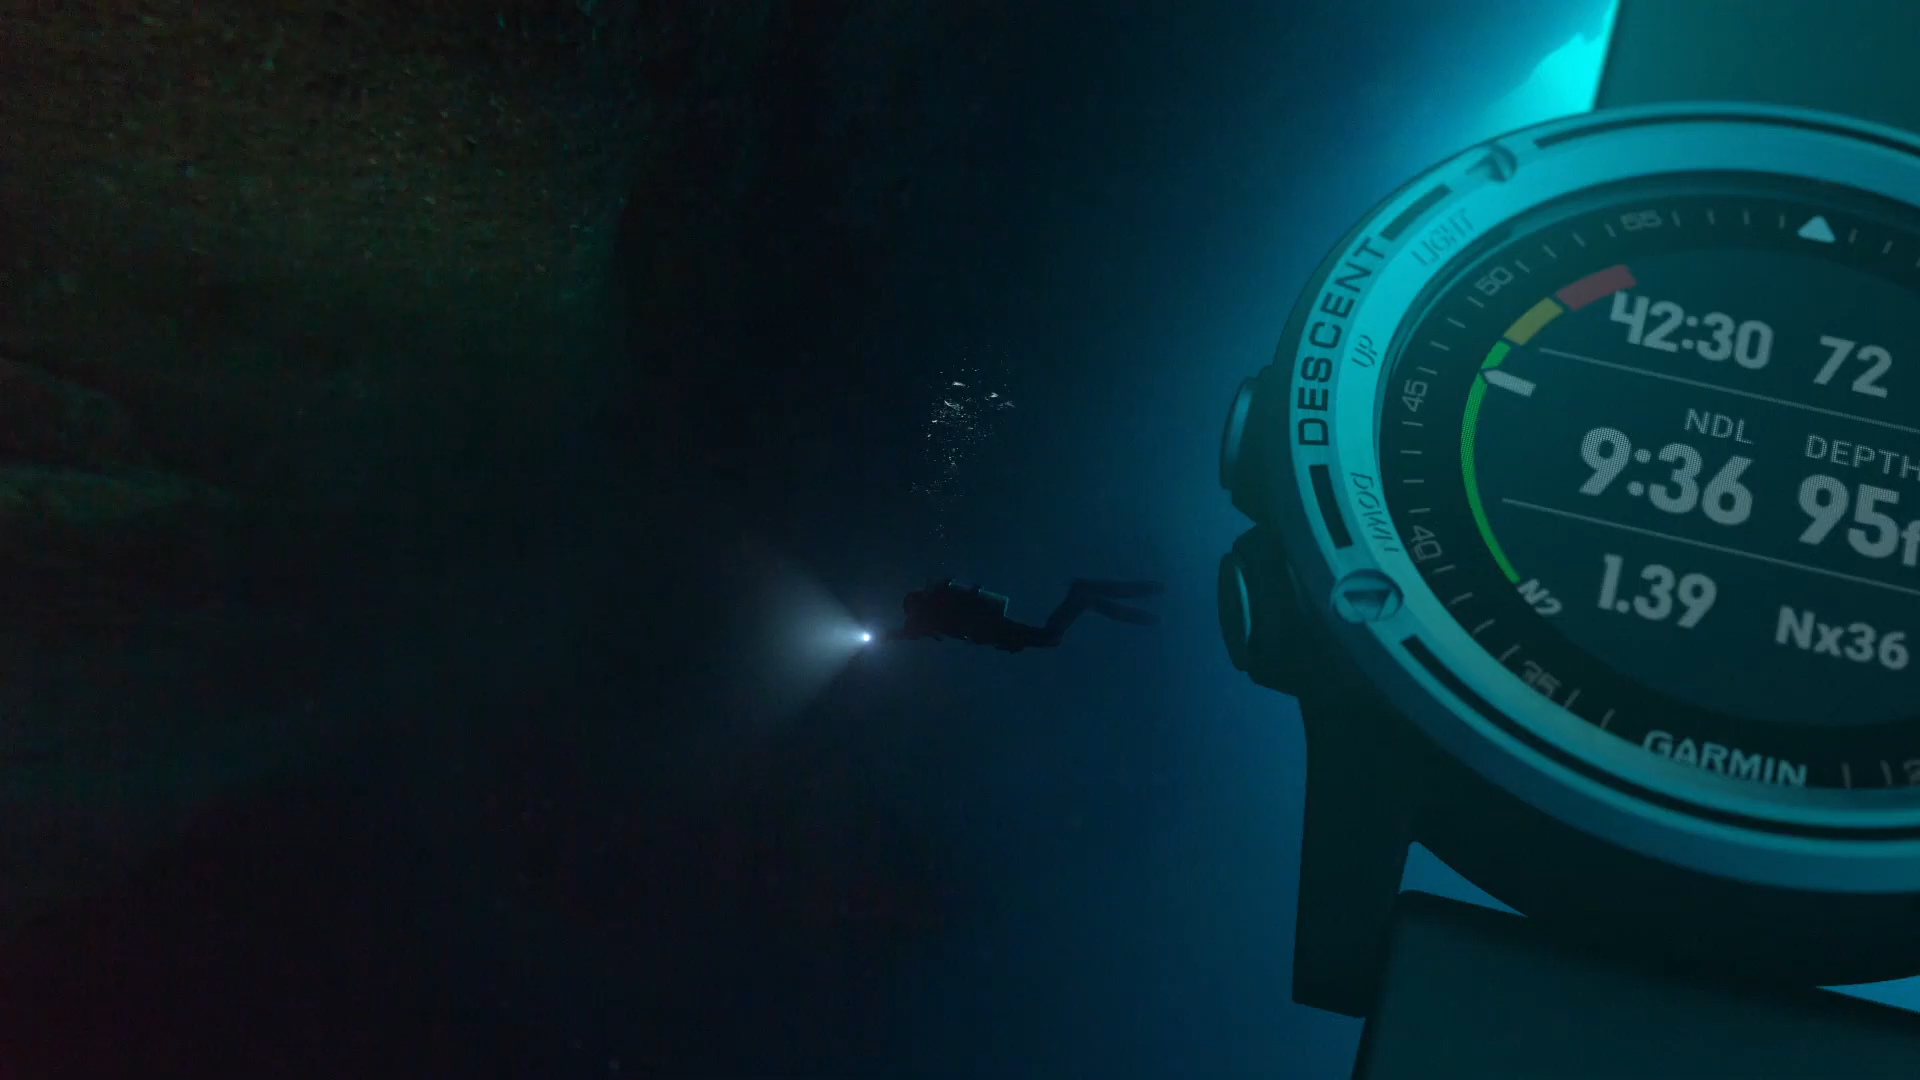 DESCENT
LIGHT
UP
DOWN
55
50
45
40
35
42:30 72
NDL DEPTH
9:36 95f
1.39 Nx36
N2
GARMIN